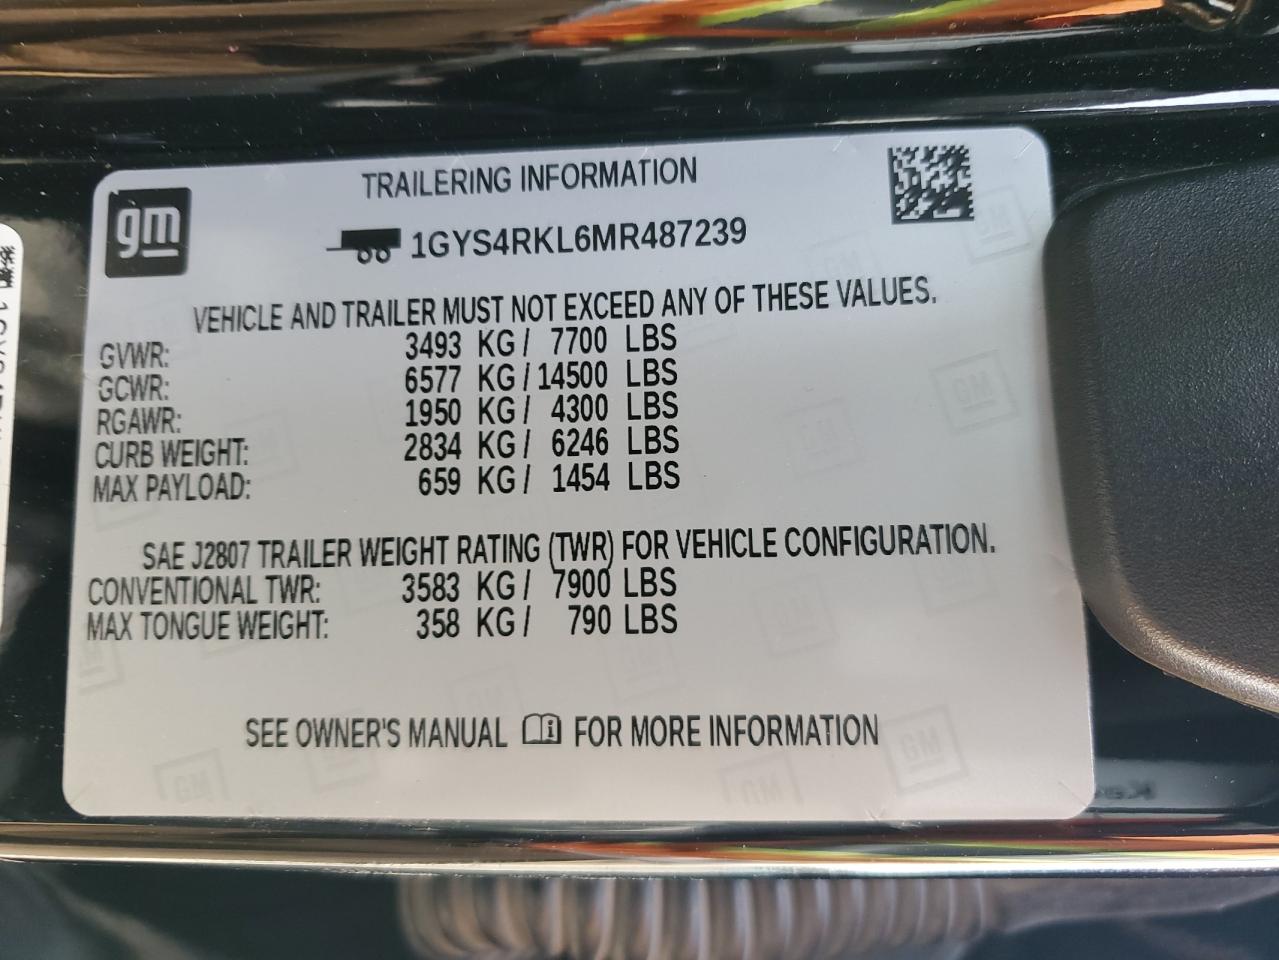 gm
TRAILERING INFORMATION
1GYS4RKL6MR487239
VEHICLE AND TRAILER MUST NOT EXCEED ANY OF THESE VALUES.
GVWR: 3493 KG / 7700 LBS
GCWR: 6577 KG / 14500 LBS
RGAWR: 1950 KG / 4300 LBS
CURB WEIGHT: 2834 KG / 6246 LBS
MAX PAYLOAD: 659 KG / 1454 LBS
SAE J2807 TRAILER WEIGHT RATING (TWR) FOR VEHICLE CONFIGURATION.
CONVENTIONAL TWR: 3583 KG / 7900 LBS
MAX TONGUE WEIGHT: 358 KG / 790 LBS
SEE OWNER'S MANUAL FOR MORE INFORMATION